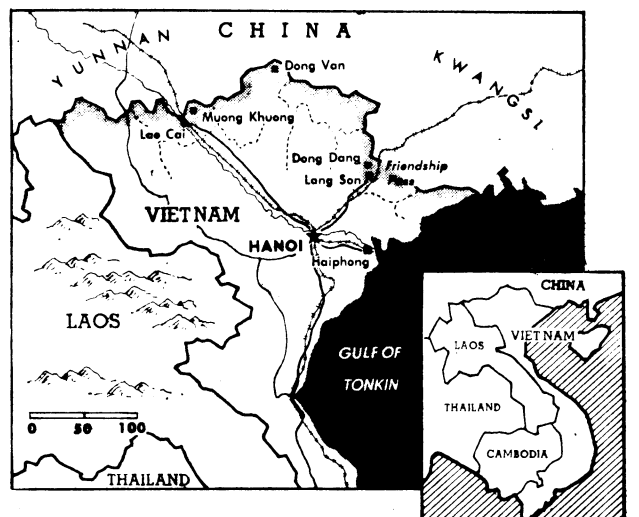 CHINA
YUNNAN
KWANGSI
Dong Van
Muong Khuong
Lao Cai
Dong Dang
Friendship
Pass
Lang Son
VIETNAM
HANOI
Haiphong
LAOS
GULF OF
TONKIN
0 50 100
THAILAND
CHINA
VIETNAM
LAOS
THAILAND
CAMBODIA